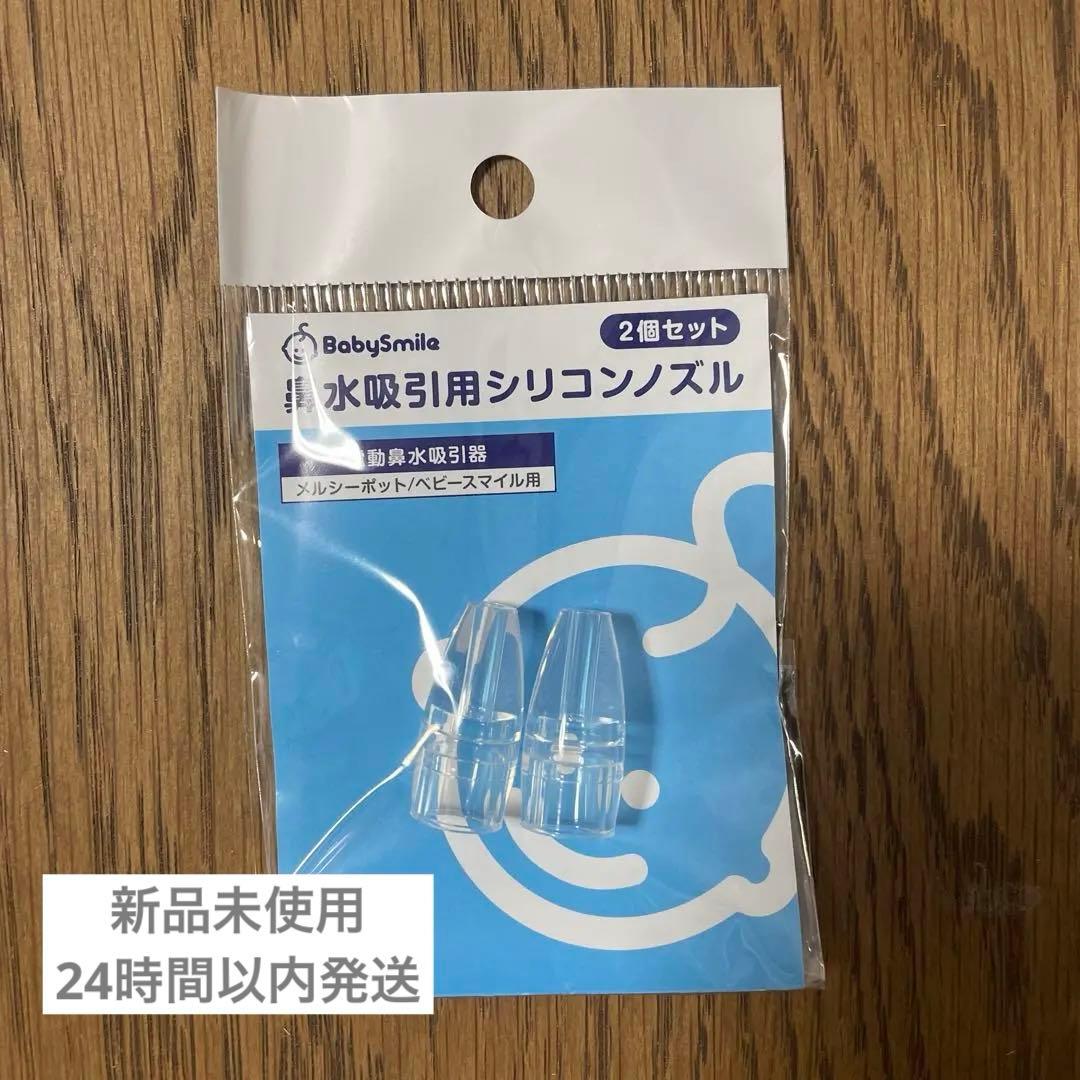 BabySmile
2個セット
鼻水吸引用シリコンノズル
動鼻水吸引器
メルシーポット/ベビースマイル用
新品未使用
24時間以内発送